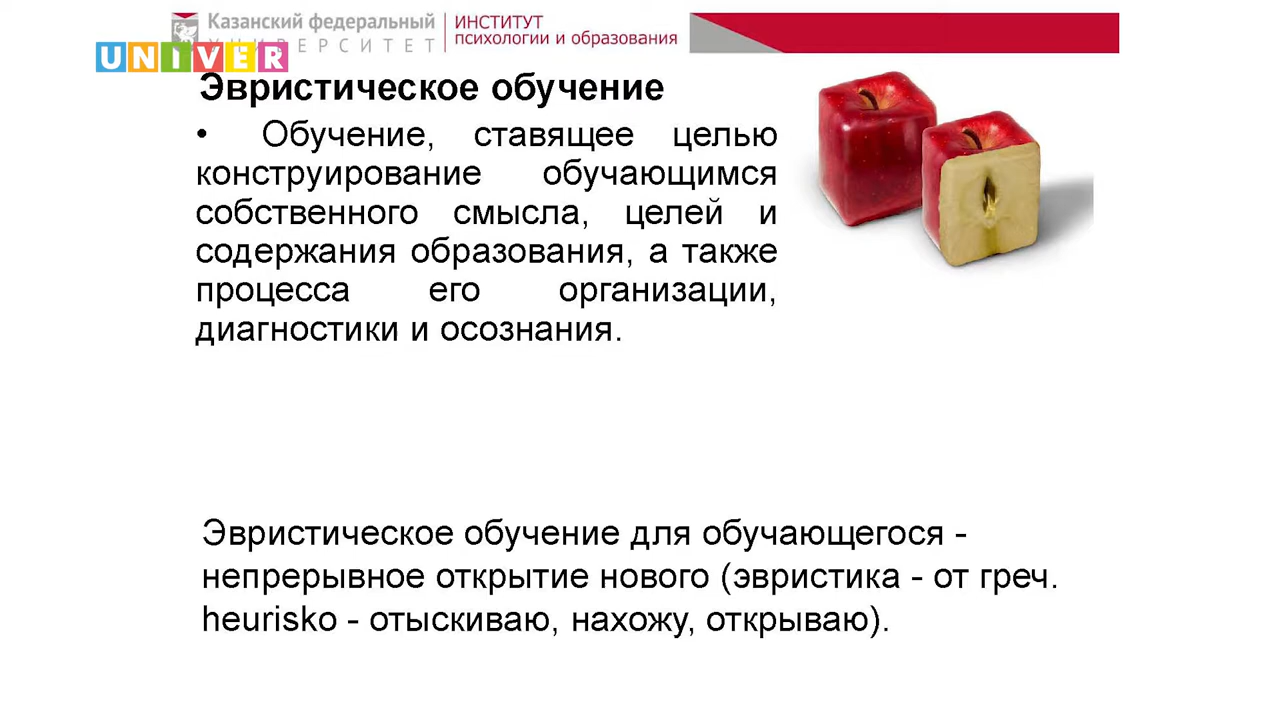 Казанский федеральный
УНИВЕРСИТЕТ
ИНСТИТУТ
психологии и образования
UNIVER
Эвристическое обучение
• Обучение, ставящее целью
конструирование обучающимся
собственного смысла, целей и
содержания образования, а также
процесса его организации,
диагностики и осознания.
Эвристическое обучение для обучающегося -
непрерывное открытие нового (эвристика - от греч.
heurisko - отыскиваю, нахожу, открываю).